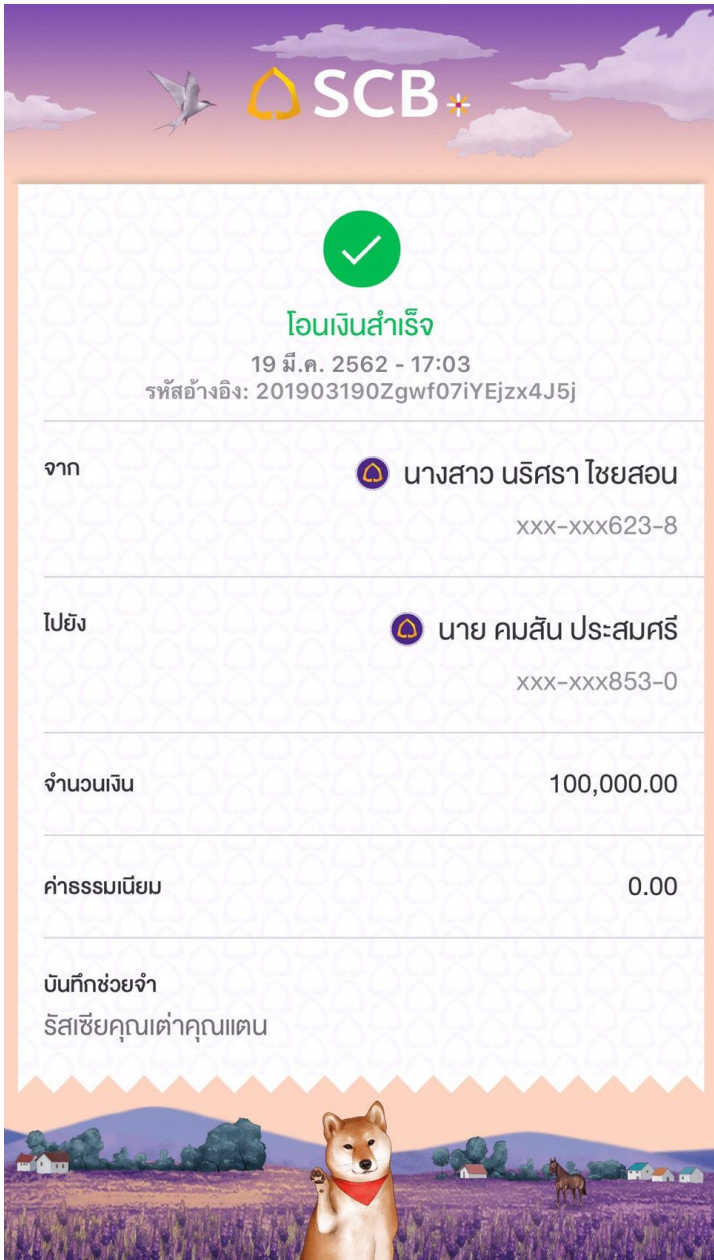 SCB
โอนเงินสำเร็จ
19 มี.ค. 2562 - 17:03
รหัสอ้างอิง: 201903190Zgwf07iYEjzx4J5j
จาก
นางสาว นริศรา ไชยสอน
xxx-xxx623-8
ไปยัง
นาย คมสัน ประสมศรี
xxx-xxx853-0
จำนวนเงิน 100,000.00
ค่าธรรมเนียม 0.00
บันทึกช่วยจำ
รัสเซียคุณเต่าคุณแตน